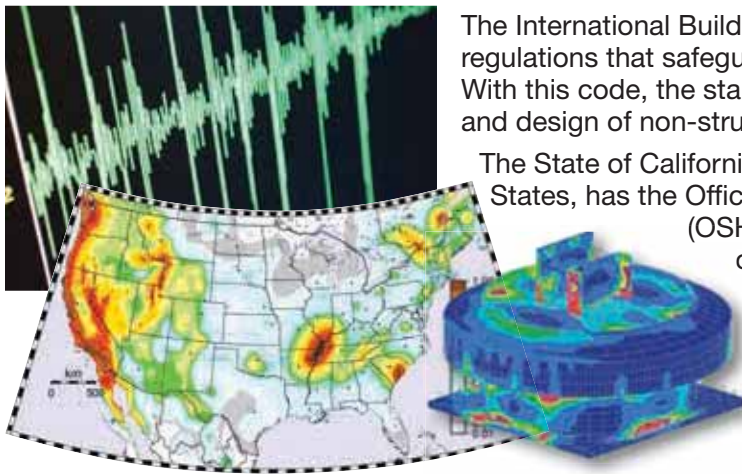 The International Build
regulations that safegu
With this code, the sta
and design of non-stru
The State of Californi
States, has the Offic
(OSH
km
0 500